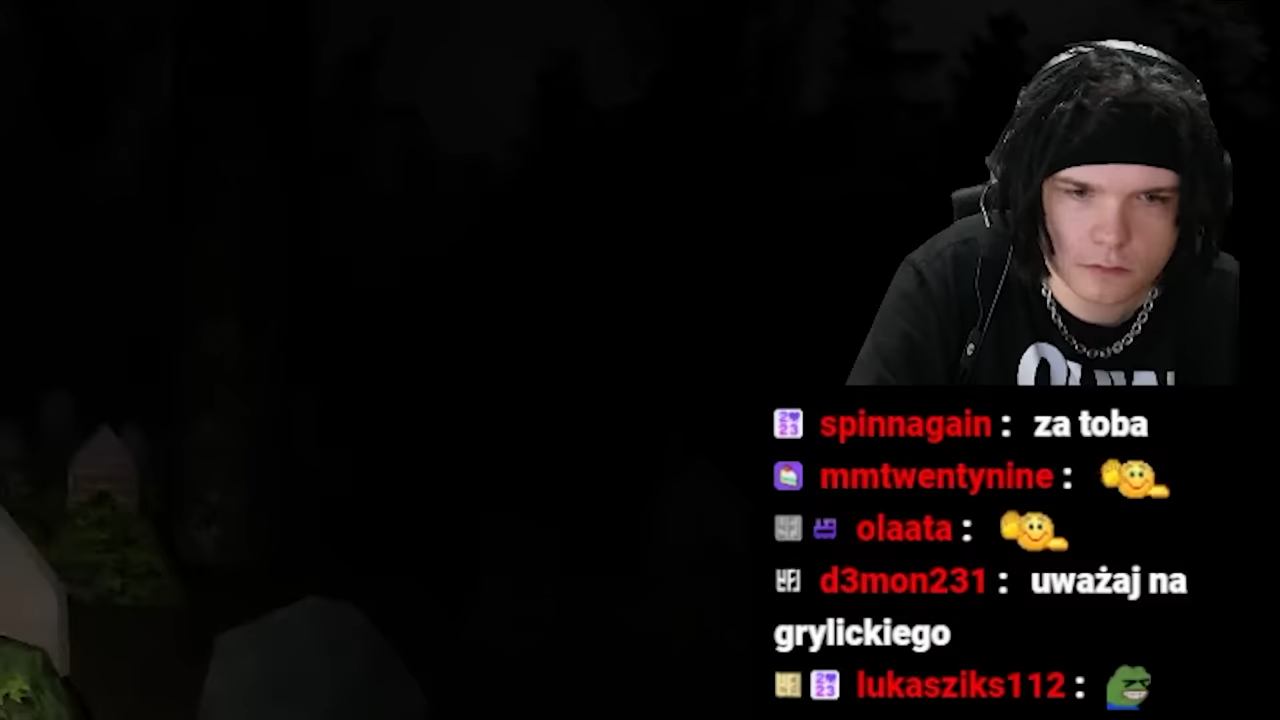 spinnagain : za toba
mmtwentynine :
olaata :
d3mon231 : uważaj na
grylickiego
lukasziks112 :